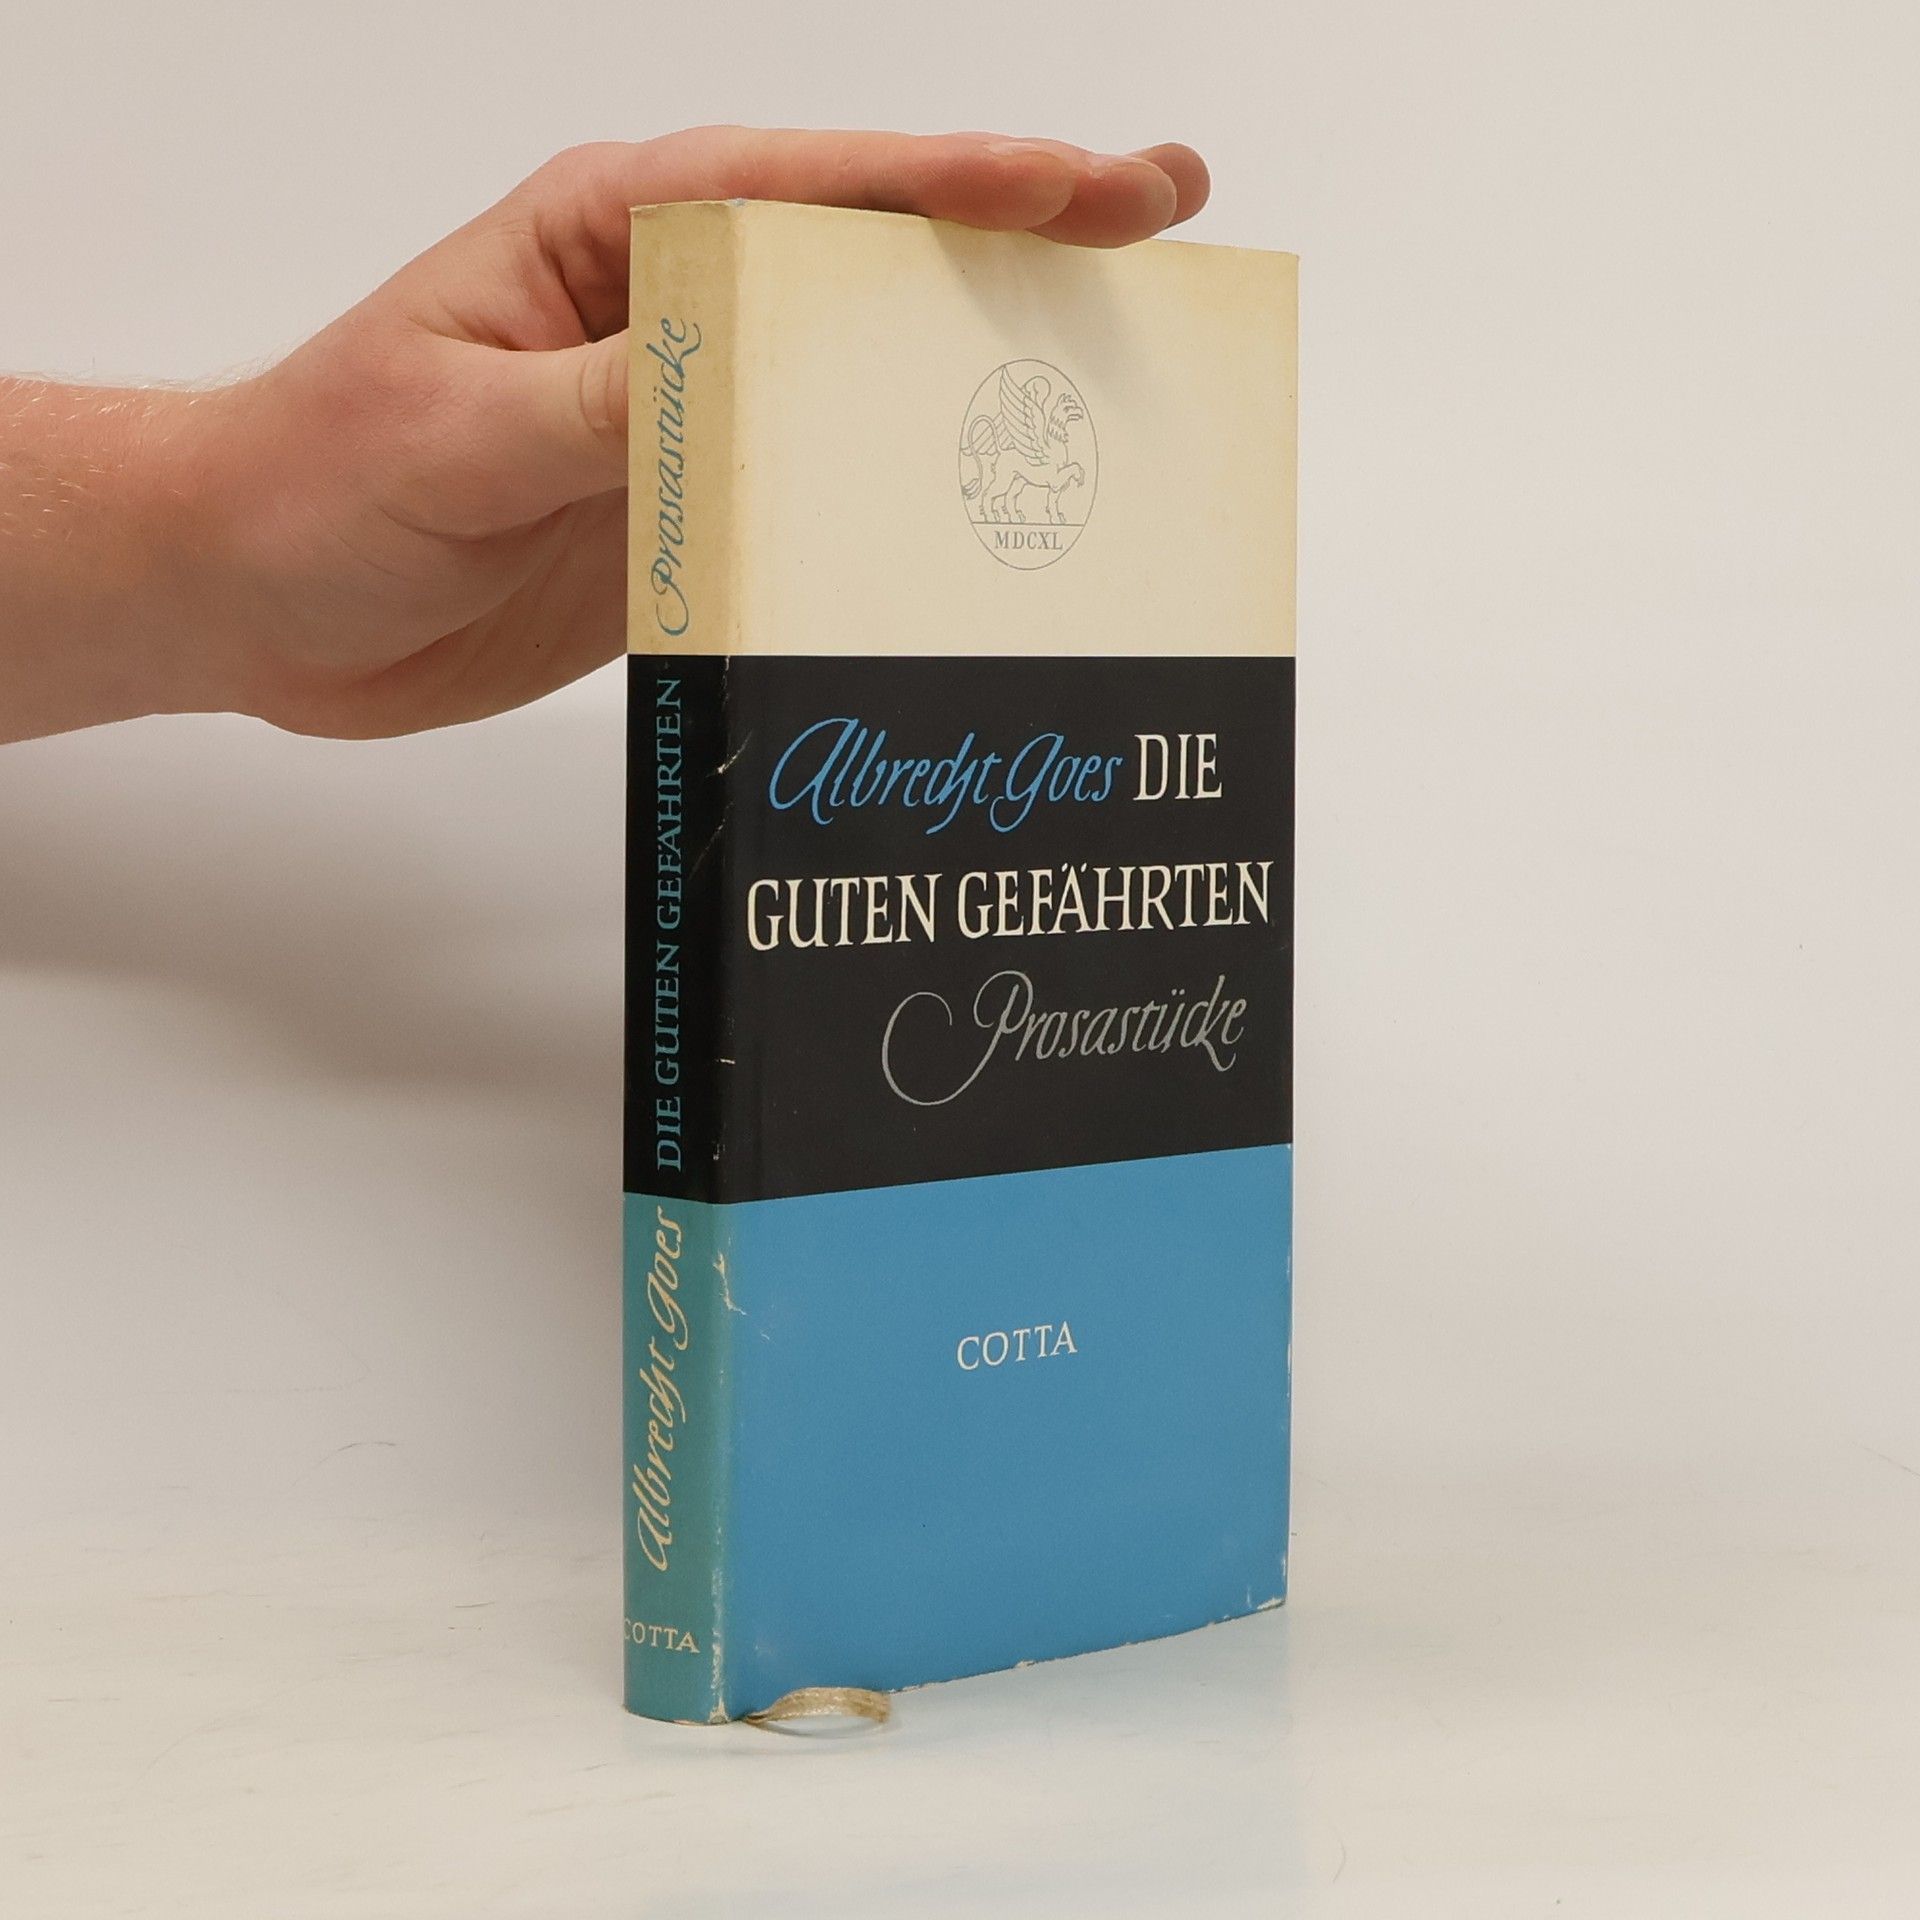 Prosastücke
DIE GUTEN GEFÄHRTEN
Albrecht Goes
COTTA
MDCXL
Albrecht Goes DIE
GUTEN GEFÄHRTEN
Prosastücke
COTTA